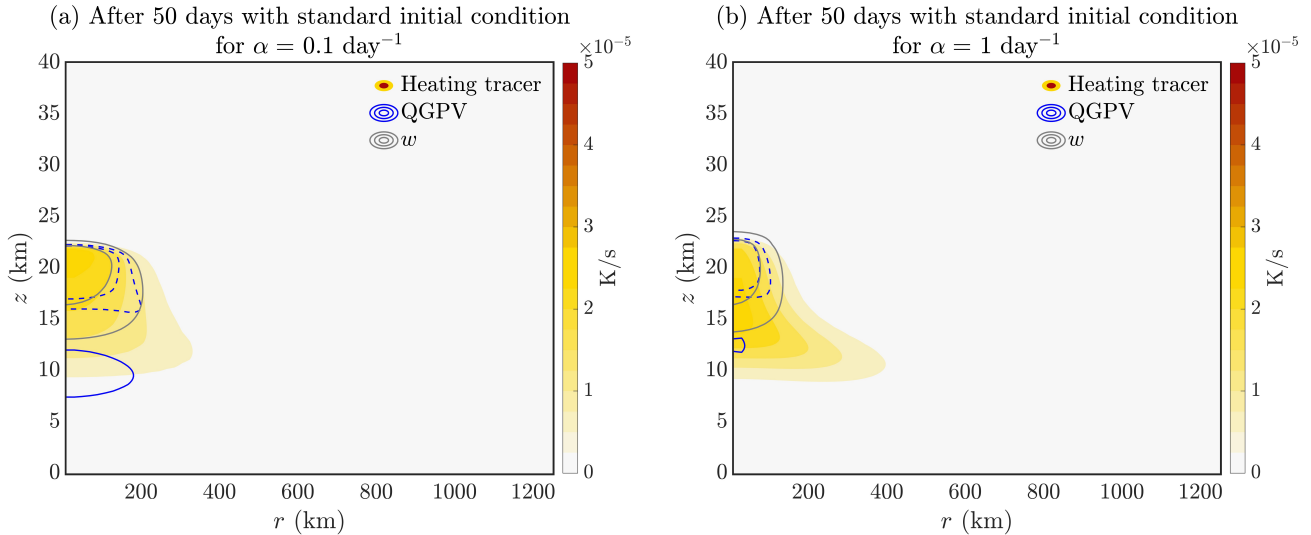 (a) After 50 days with standard initial condition
for α = 0.1 day⁻¹
×10⁻⁵
40
35
30
25
20
15
10
5
0
z (km)
200
400
600
800
1000
1200
r (km)
Heating tracer
QGPV
w
5
4
3
2
1
0
K/s
(b) After 50 days with standard initial condition
for α = 1 day⁻¹
×10⁻⁵
40
35
30
25
20
15
10
5
0
z (km)
200
400
600
800
1000
1200
r (km)
Heating tracer
QGPV
w
5
4
3
2
1
0
K/s